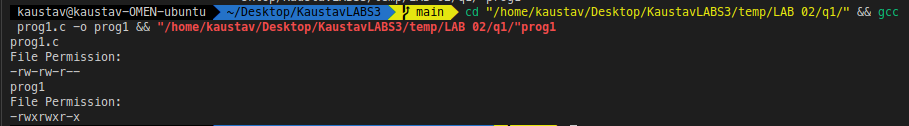 kaustav@kaustav-OMEN-ubuntu ~/Desktop/KaustavLABS3 main cd "/home/kaustav/Desktop/KaustavLABS3/temp/LAB 02/q1/" && gcc
prog1.c -o prog1 && "/home/kaustav/Desktop/KaustavLABS3/temp/LAB 02/q1/"prog1
prog1.c
File Permission:
-rw-rw-r--
prog1
File Permission:
-rwxrwxr-x